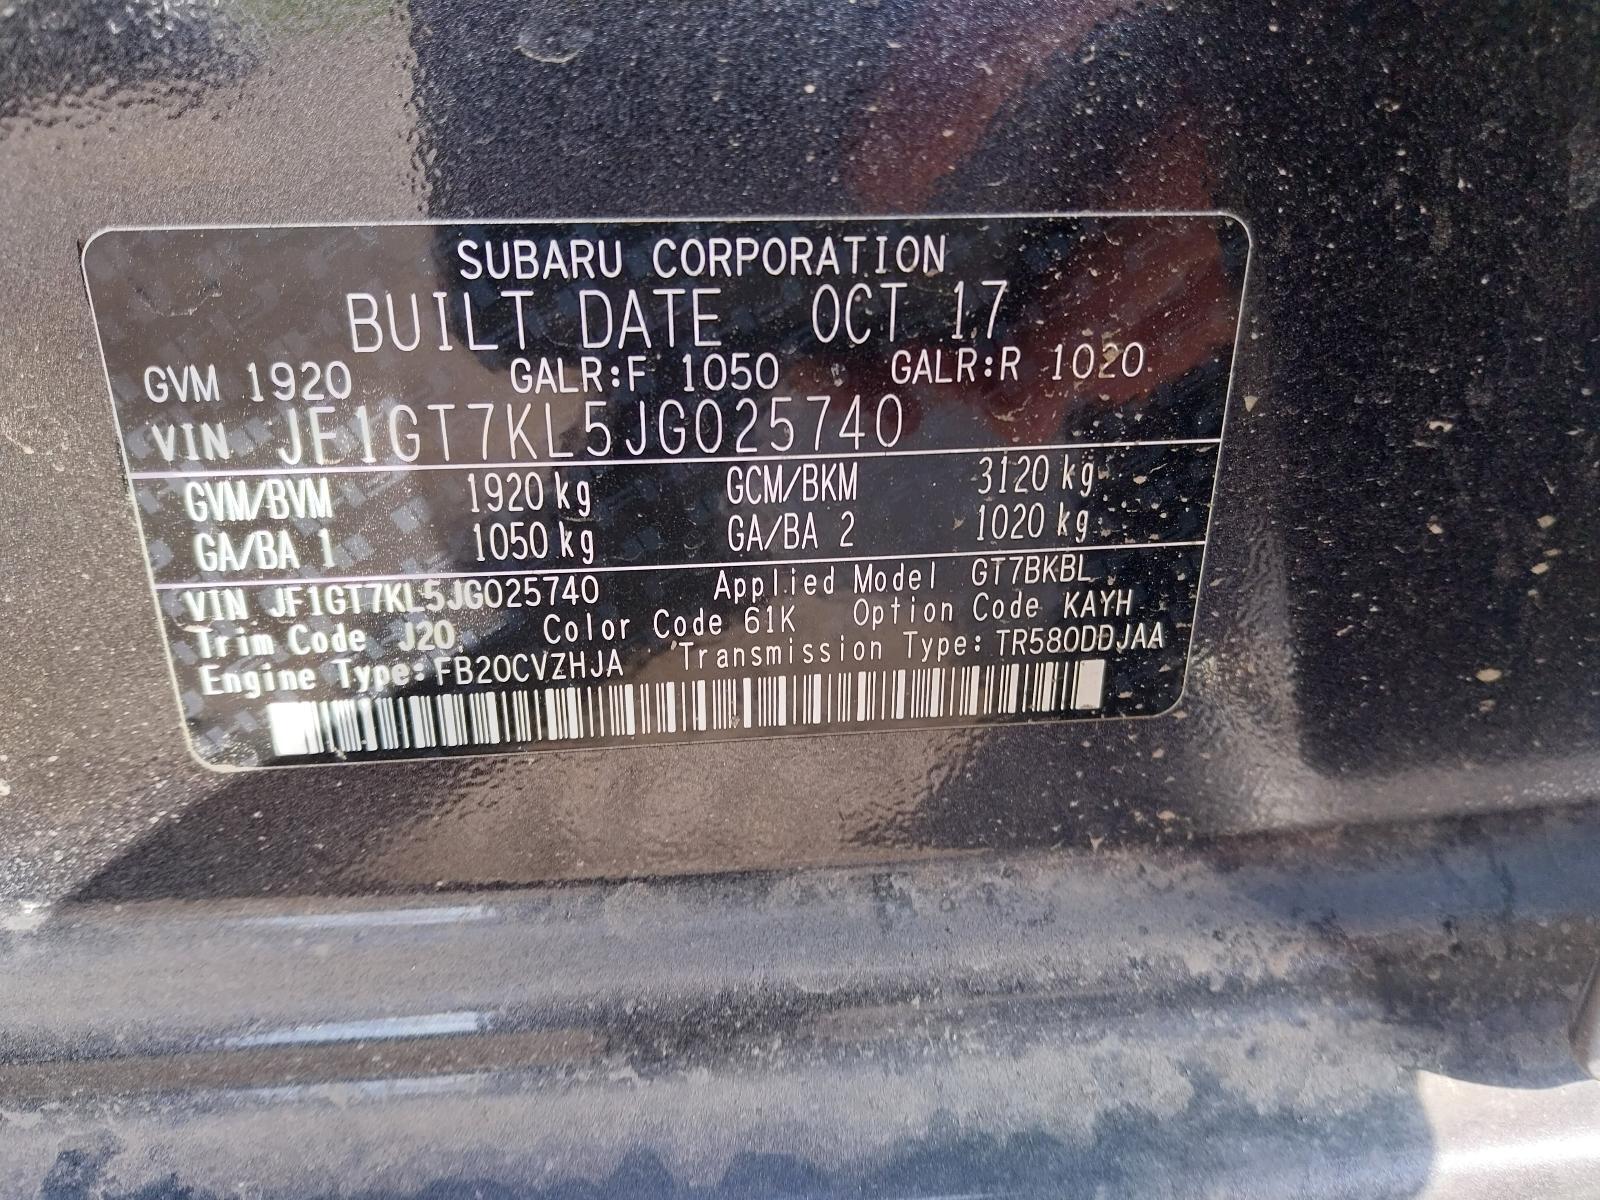 SUBARU CORPORATION
BUILT DATE OCT 17
GVM 1920 GALR:F 1050 GALR:R 1020
VIN JF1GT7KL5JG025740
GVM/BVM 1920 kg GCM/BKM 3120 kg
GA/BA 1 1050 kg GA/BA 2 1020 kg
VIN JF1GT7KL5JG025740 Applied Model GT7BKBL
Trim Code J20 Color Code 61K Option Code KAYH
Engine Type: FB20CVZHJA Transmission Type: TR580DDJAA